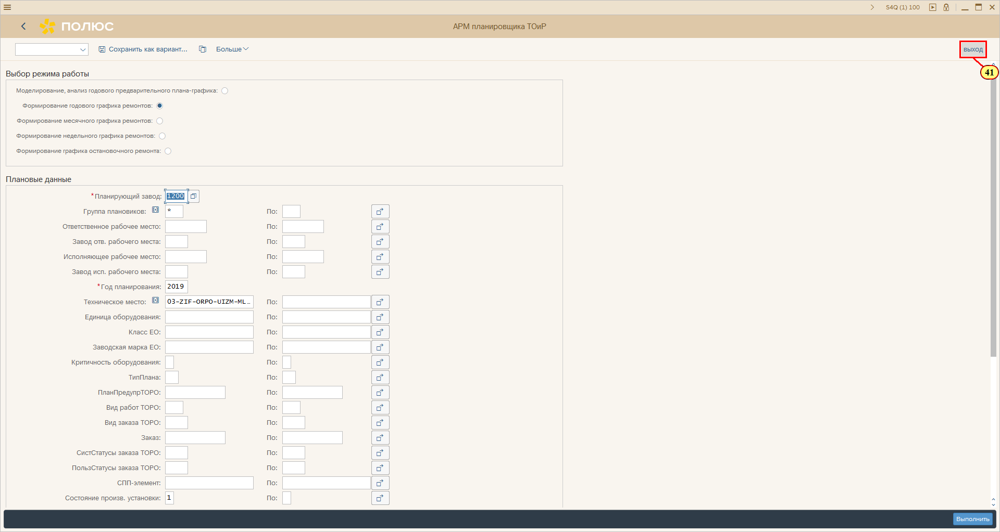 S4Q (1) 100
ПОЛЮС
АРМ планировщика ТОиР
Сохранить как вариант...
Больше
выход
41
Выбор режима работы
Моделирование, анализ годового предварительного плана-графика:
Формирование годового графика ремонтов:
Формирование месячного графика ремонтов:
Формирование недельного графика ремонтов:
Формирование графика остановочного ремонта:
Плановые данные
*Планирующий завод: 1200
Группа плановиков: * По:
Ответственное рабочее место: По:
Завод отв. рабочего места: По:
Исполняющее рабочее место: По:
Завод исп. рабочего места: По:
*Год планирования: 2019
Техническое место: 03-ZIF-ORPO-UIZM-ML... По:
Единица оборудования: По:
Класс ЕО: По:
Заводская марка ЕО: По:
Критичность оборудования: По:
ТипПлана: По:
ПланПредупрТОРО: По:
Вид работ ТОРО: По:
Вид заказа ТОРО: По:
Заказ: По:
СистСтатусы заказа ТОРО: По:
ПользСтатусы заказа ТОРО: По:
СПП-элемент: По:
Состояние произв. установки: 1 По:
Выполнить